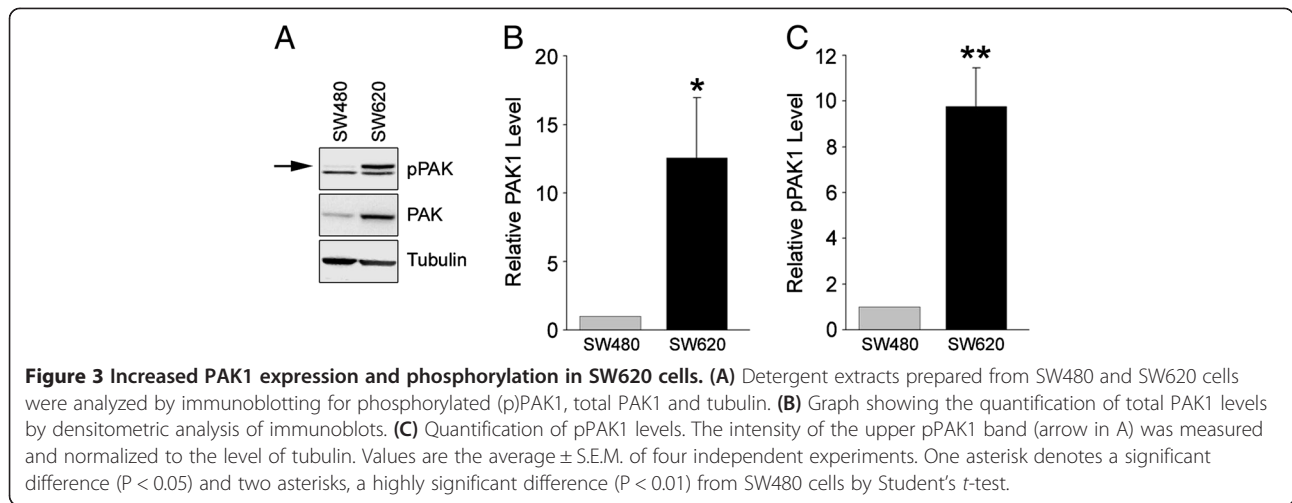 A
SW480
SW620
pPAK
PAK
Tubulin
B
Relative PAK1 Level
20
15
10
5
0
*
SW480 SW620
C
Relative pPAK1 Level
12
10
8
6
4
2
0
**
SW480 SW620
Figure 3 Increased PAK1 expression and phosphorylation in SW620 cells. (A) Detergent extracts prepared from SW480 and SW620 cells
were analyzed by immunoblotting for phosphorylated (p)PAK1, total PAK1 and tubulin. (B) Graph showing the quantification of total PAK1 levels
by densitometric analysis of immunoblots. (C) Quantification of pPAK1 levels. The intensity of the upper pPAK1 band (arrow in A) was measured
and normalized to the level of tubulin. Values are the average ± S.E.M. of four independent experiments. One asterisk denotes a significant
difference (P < 0.05) and two asterisks, a highly significant difference (P < 0.01) from SW480 cells by Student's t-test.